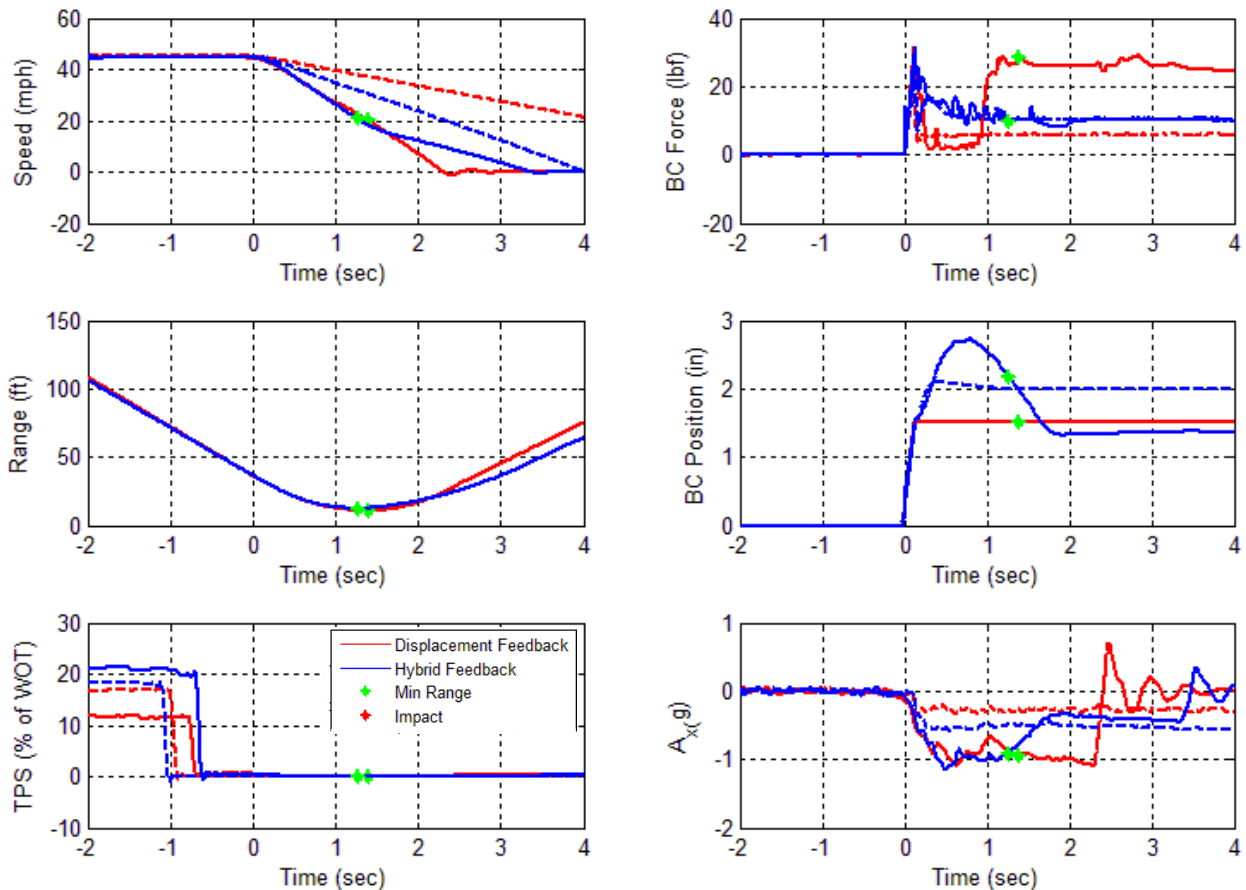 60
40
20
0
-20
-2 -1 0 1 2 3 4
Speed (mph)
Time (sec)
40
20
0
-20
-2 -1 0 1 2 3 4
BC Force (lbf)
Time (sec)
150
100
50
0
-2 -1 0 1 2 3 4
Range (ft)
Time (sec)
3
2
1
0
-2 -1 0 1 2 3 4
BC Position (in)
Time (sec)
30
20
10
0
-10
-2 -1 0 1 2 3 4
TPS (% of WOT)
Time (sec)
Displacement Feedback
Hybrid Feedback
Min Range
Impact
1
0
-1
-2
-2 -1 0 1 2 3 4
Ax(g)
Time (sec)